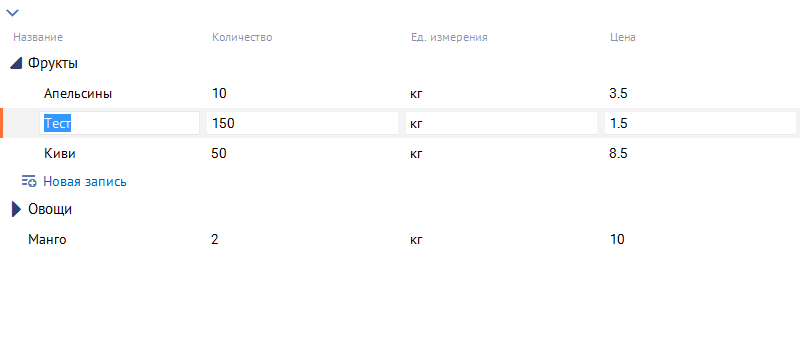 Название Количество Ед. измерения Цена
Фрукты
Апельсины 10 кг 3.5
Тест 150 кг 1.5
Киви 50 кг 8.5
Новая запись
Овощи
Манго 2 кг 10